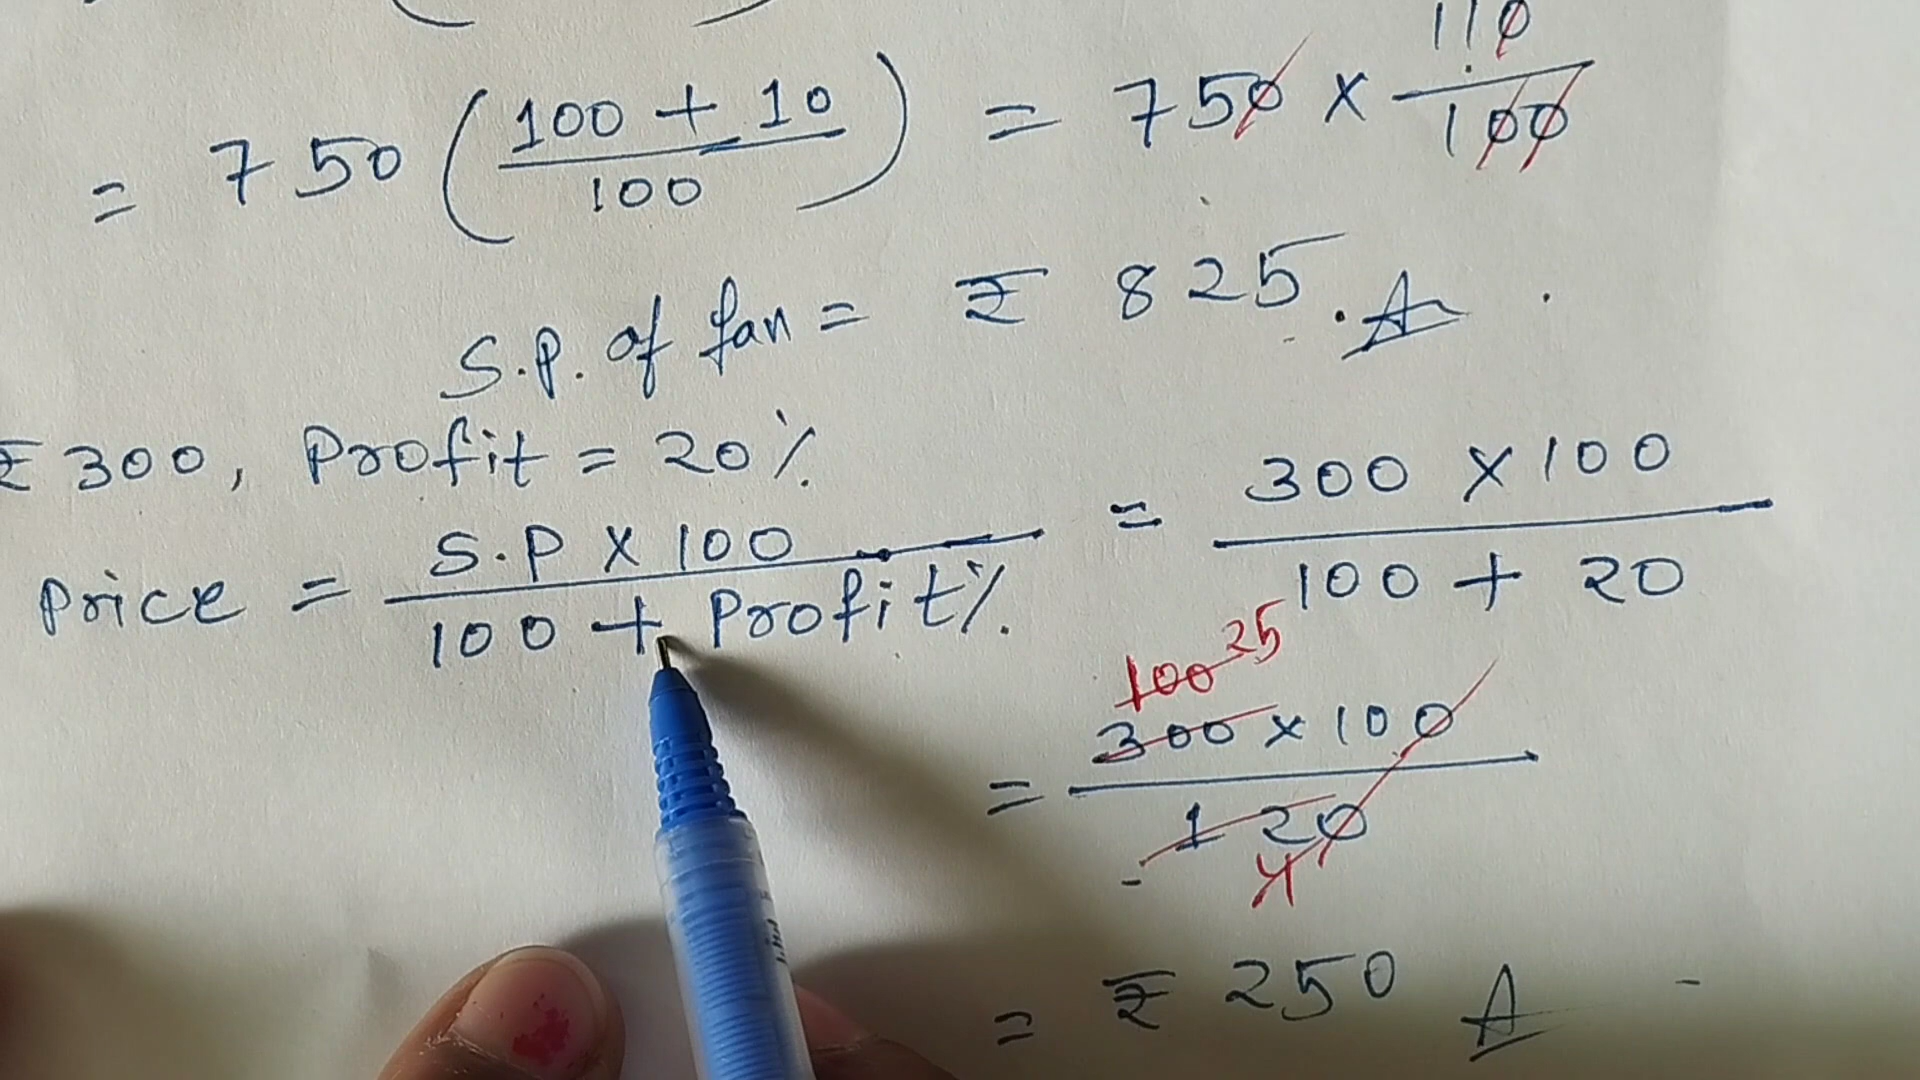 = 750 (100 + 10 / 100) = 750 × 110 / 100
S.P. of fan = ₹ 825. A
₹ 300, Profit = 20%
Price = S.P × 100 / 100 + Profit% = 300 × 100 / 100 + 20
100 25
= 300 × 100 / 120
4
= ₹ 250 A